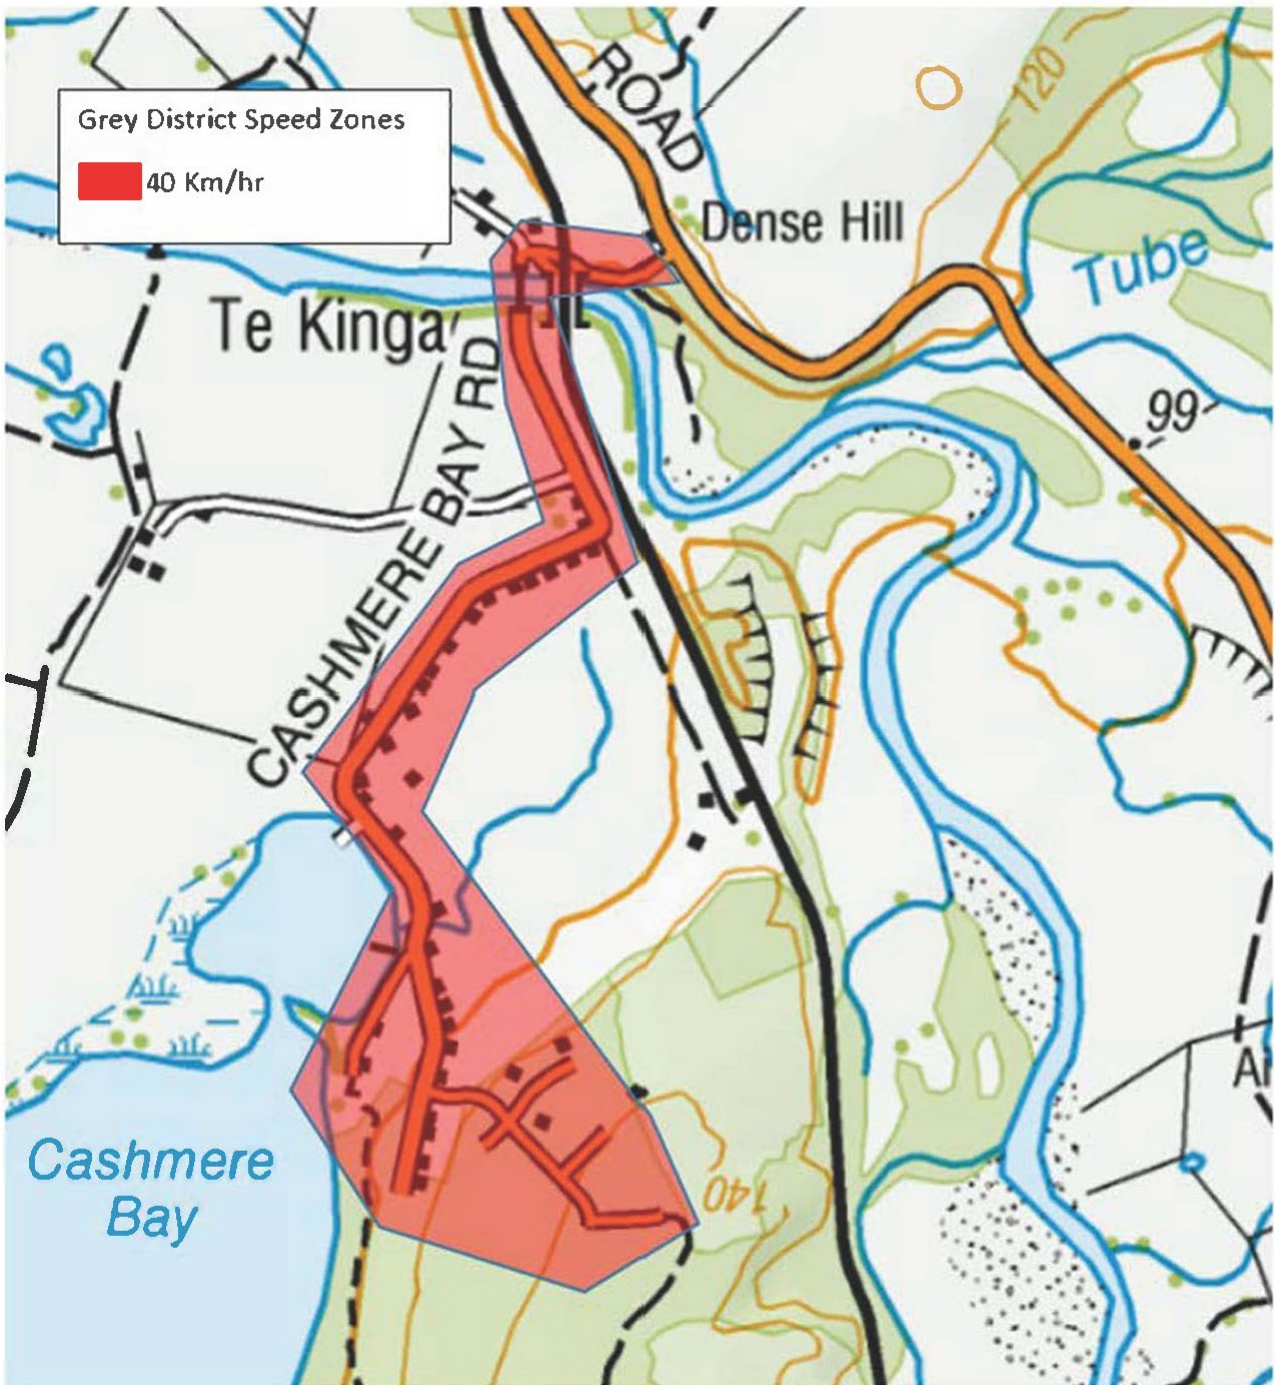 Grey District Speed Zones
40 Km/hr
ROAD
120
Dense Hill
Tube
Te Kinga
99
CASHMERE BAY RD
140
Cashmere
Bay